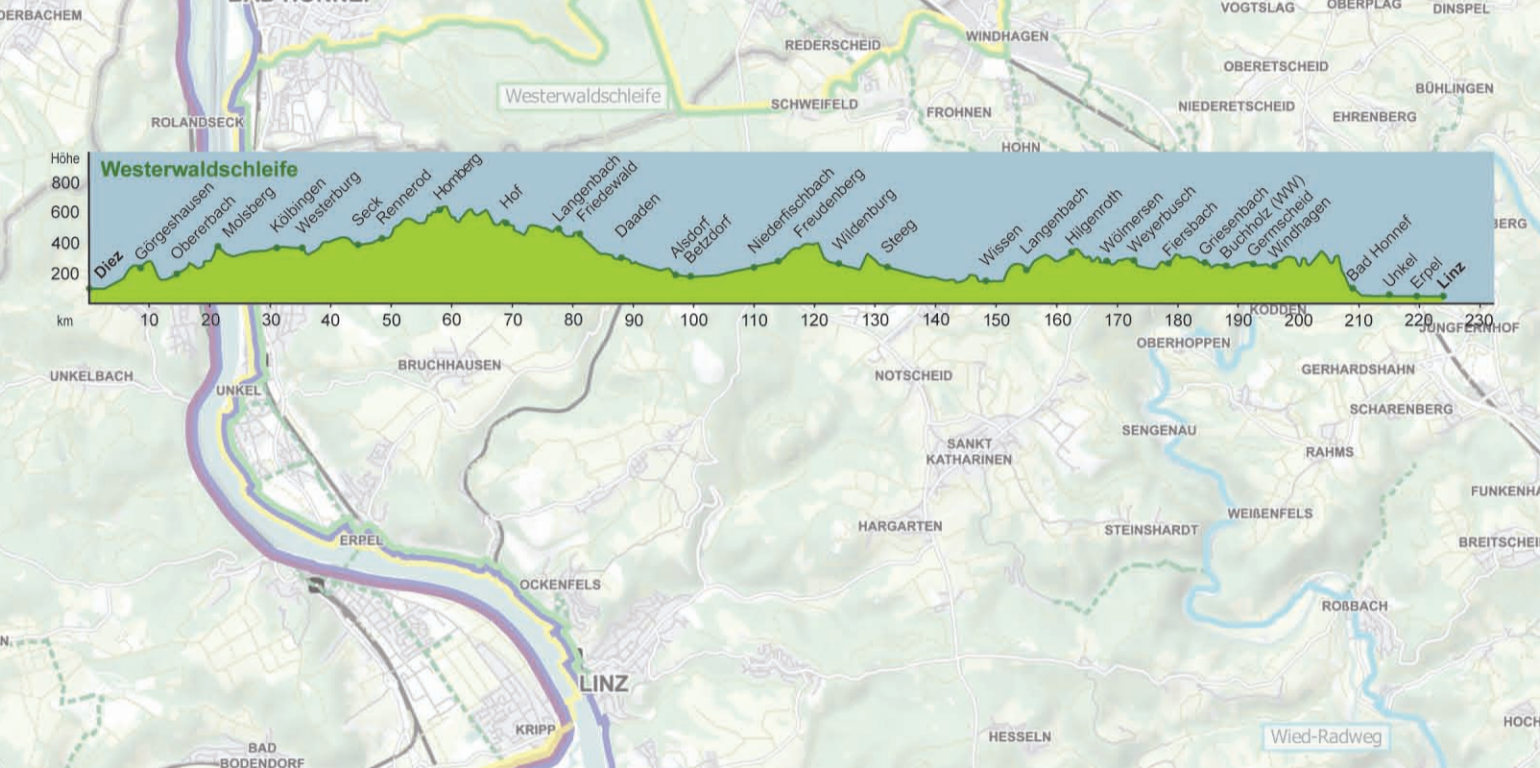 DERBACHEM
VOGTSLAG
OBERPLAG
DINSPEL
REDERSCHEID
WINDHAGEN
OBERETSCHEID
BÜHLINGEN
Westerwaldschleife
SCHWEIFELD
FROHNEN
NIEDERETSCHEID
EHRENBERG
ROLANDSECK
HOHN
Höhe
Westerwaldschleife
800
600
400
200
Diez
Görgeshausen
Obererbach
Molsberg
Kölbingen
Westerburg
Seck
Rennerod
Homberg
Hof
Langenbach
Friedewald
Daaden
Alsdorf
Betzdorf
Niederfischbach
Freudenberg
Wildenburg
Steeg
Wissen
Langenbach
Hilgenroth
Wölmersen
Weyerbusch
Fiersbach
Griesenbach
Buchholz (WW)
Germscheid
Windhagen
Bad Honnef
Unkel
Erpel
Linz
BERG
km 10 20 30 40 50 60 70 80 90 100 110 120 130 140 150 160 170 180 190 200 210 220 230
KODDEN
JUNGFERNHOF
OBERHOPPEN
UNKELBACH
BRUCHHAUSEN
NOTSCHEID
GERHARDSHAHN
UNKEL
SCHARENBERG
SENGENAU
SANKT
KATHARINEN
RAHMS
FUNKENHA
WEIßENFELS
HARGARTEN
STEINSHARDT
ERPEL
BREITSCHEI
OCKENFELS
ROßBACH
N.
LINZ
KRIPP
HESSELN
Wied-Radweg
HOCH
BAD
BODENDORF